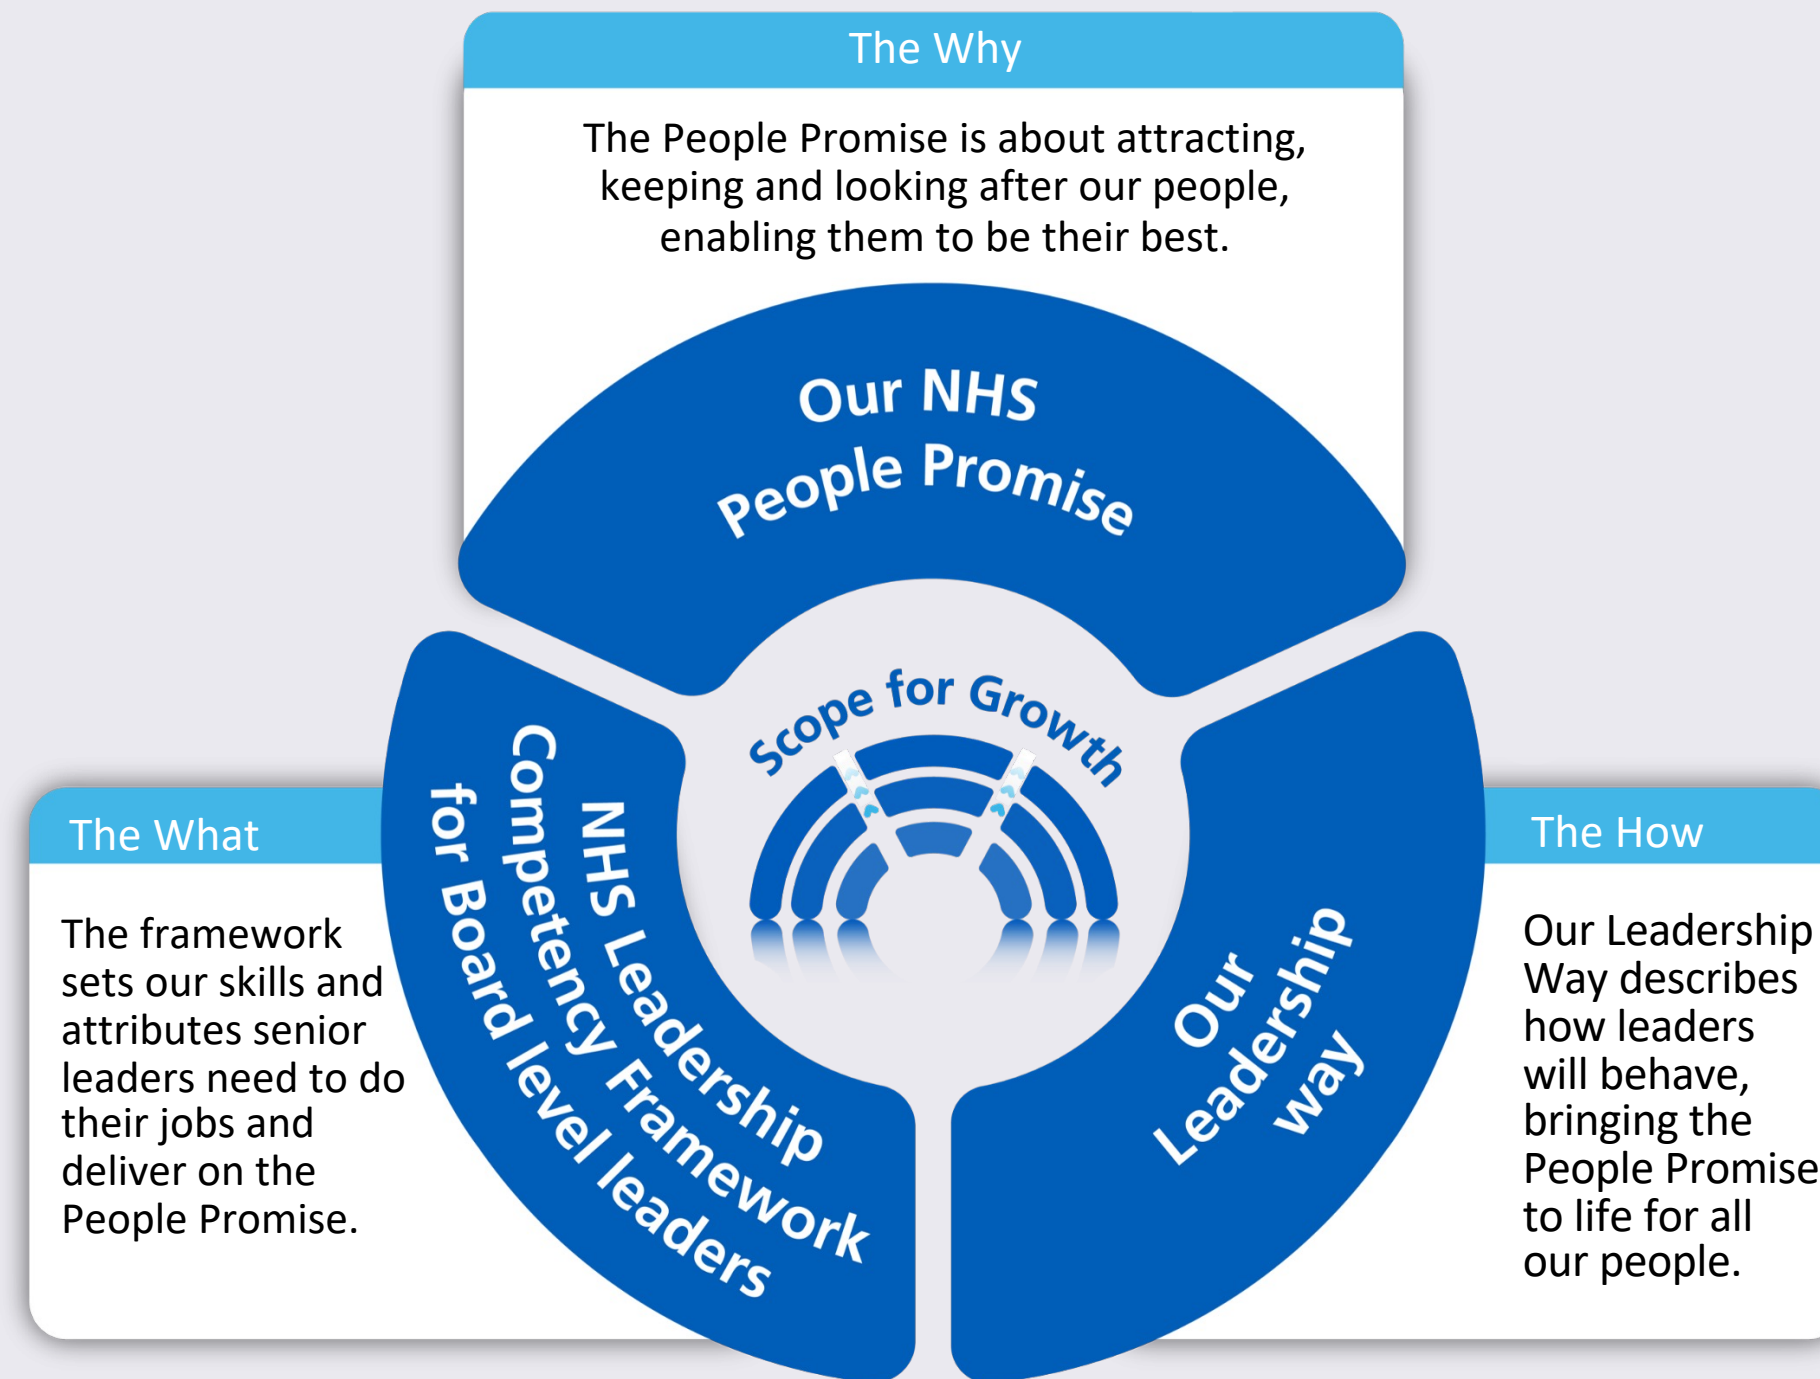 The Why
The People Promise is about attracting,
keeping and looking after our people,
enabling them to be their best.
Our NHS
People Promise
Scope for Growth
The What
The framework
sets our skills and
attributes senior
leaders need to do
their jobs and
deliver on the
People Promise.
NHS Leadership
Competency Framework
for Board level leaders
Our
Leadership
way
The How
Our Leadership
Way describes
how leaders
will behave,
bringing the
People Promise
to life for all
our people.